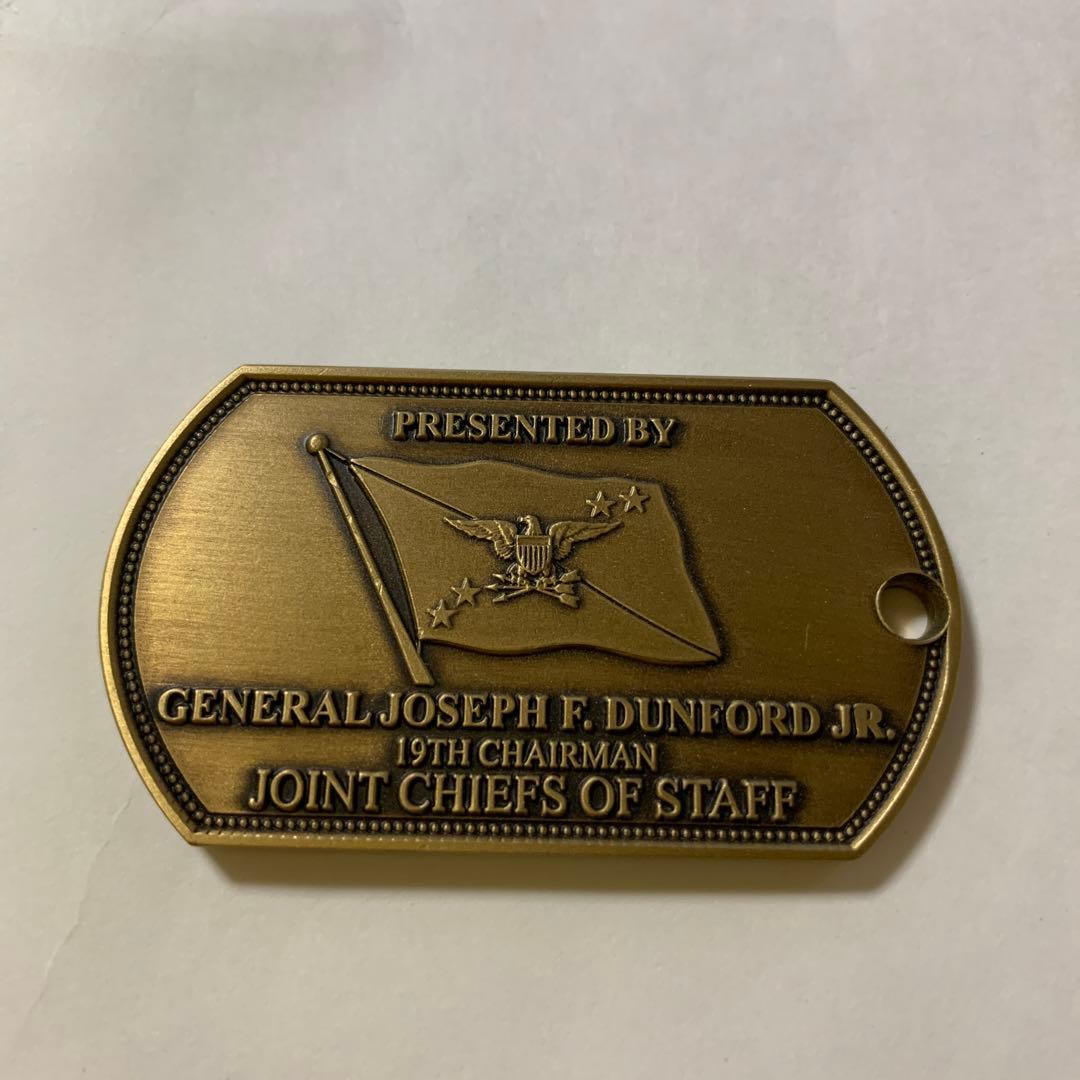 PRESENTED BY
GENERAL JOSEPH F. DUNFORD JR.
19TH CHAIRMAN
JOINT CHIEFS OF STAFF